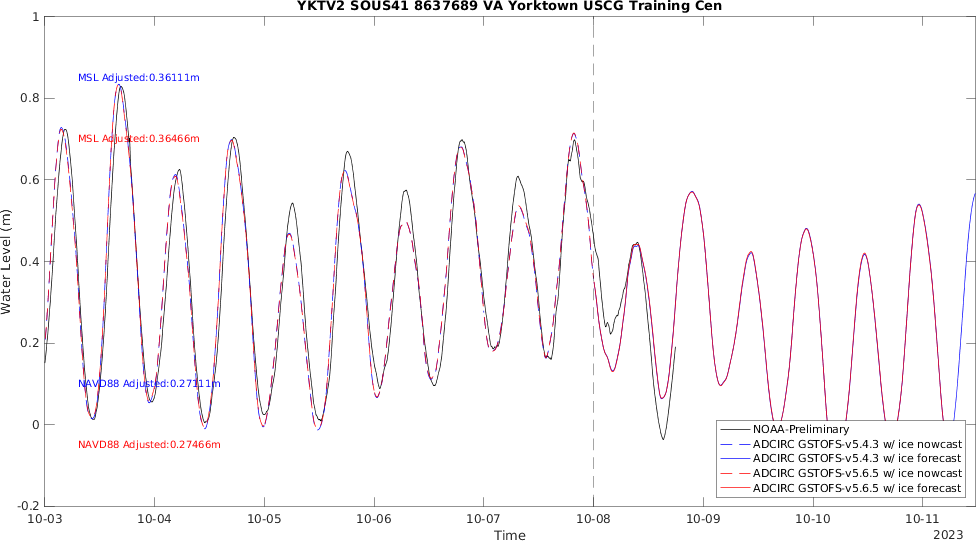 YKTV2 SOUS41 8637689 VA Yorktown USCG Training Cen
1
0.8
0.6
0.4
0.2
0
-0.2
Water Level (m)
MSL Adjusted:0.36111m
MSL Adjusted:0.36466m
NAVD88 Adjusted:0.27111m
NAVD88 Adjusted:0.27466m
NOAA-Preliminary
ADCIRC GSTOFS-v5.4.3 w/ ice nowcast
ADCIRC GSTOFS-v5.4.3 w/ ice forecast
ADCIRC GSTOFS-v5.6.5 w/ ice nowcast
ADCIRC GSTOFS-v5.6.5 w/ ice forecast
10-03 10-04 10-05 10-06 10-07 10-08 10-09 10-10 10-11
Time
2023